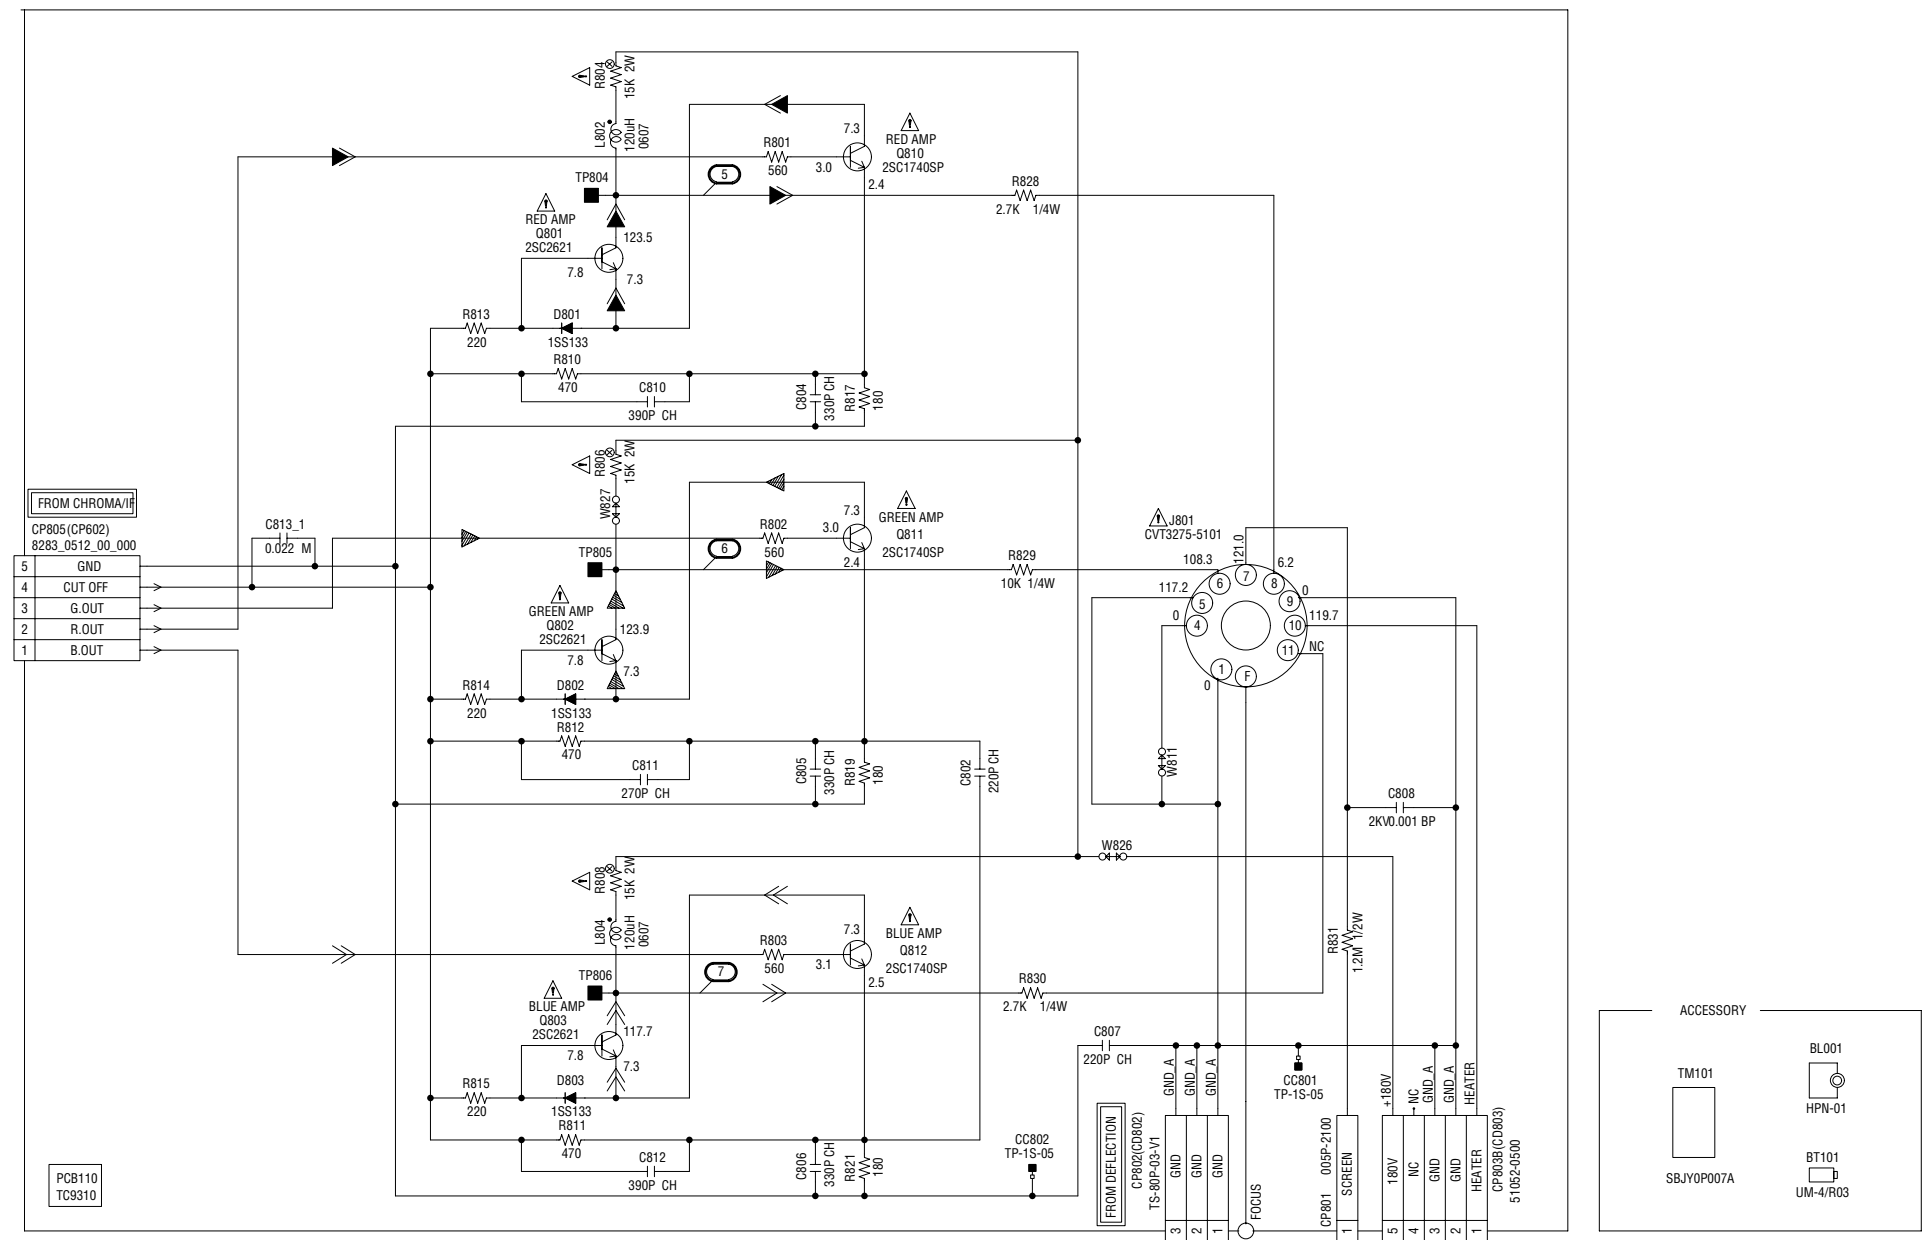 R804
15K 2W
L802
120uH
0607
7.3
RED AMP
Q810
2SC1740SP
R801
560
3.0
2.4
5
TP804
R828
2.7K 1/4W
RED AMP
Q801
2SC2621
123.5
7.8
7.3
R813
220
D801
1SS133
R810
470
C810
390P CH
C804
330P CH
R817
180
R806
15K 2W
W827
FROM CHROMA/IF
CP805(CP602)
8283_0512_00_000
5 GND
4 CUT OFF
3 G.OUT
2 R.OUT
1 B.OUT
C813_1
0.022 M
7.3
GREEN AMP
Q811
2SC1740SP
R802
560
3.0
2.4
6
TP805
R829
10K 1/4W
GREEN AMP
Q802
2SC2621
123.9
7.8
7.3
R814
220
D802
1SS133
R812
470
C811
270P CH
C805
330P CH
R819
180
C802
220P CH
J801
CVT3275-5101
108.3
121.0
6.2
117.2
0
0
119.7
NC
0
6
7
8
5
9
4
10
11
1
F
W811
C808
2KV0.001 BP
W826
R831
1.2M 1/2W
R808
15K 2W
L804
120uH
0607
7.3
BLUE AMP
Q812
2SC1740SP
R803
560
3.1
2.5
7
TP806
R830
2.7K 1/4W
BLUE AMP
Q803
2SC2621
117.7
7.8
7.3
R815
220
D803
1SS133
R811
470
C812
390P CH
C806
330P CH
R821
180
CC802
TP-1S-05
C807
220P CH
CC801
TP-1S-05
GND_A
GND_A
GND_A
FROM DEFLECTION
CP802(CD802)
TS-80P-03-V1
3 GND
2 GND
1 GND
FOCUS
CP801 005P-2100
1 SCREEN
+180V
NC
GND_A
GND_A
HEATER
5 180V
4 NC
3 GND
2 GND
1 HEATER
CP803B(CD803)
51052-0500
PCB110
TC9310
ACCESSORY
TM101
SBJY0P007A
BL001
HPN-01
BT101
UM-4/R03